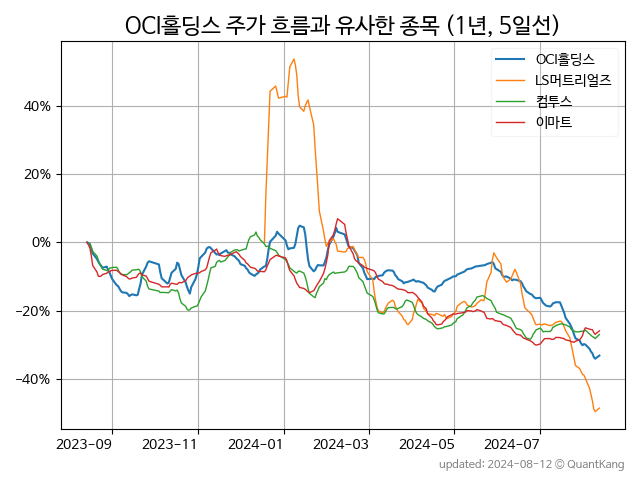 OCI홀딩스 주가 흐름과 유사한 종목 (1년, 5일선)
OCI홀딩스
LS머트리얼즈
컴투스
이마트
40%
20%
0%
−20%
−40%
2023-09
2023-11
2024-01
2024-03
2024-05
2024-07
updated: 2024-08-12 © QuantKang